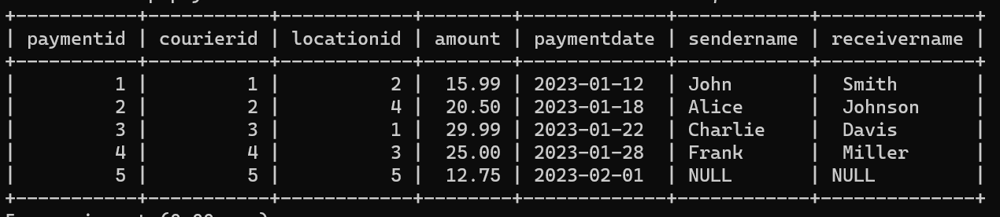 +-----------+-----------+------------+--------+-------------+------------+--------------+
| paymentid | courierid | locationid | amount | paymentdate | sendername | receivername |
+-----------+-----------+------------+--------+-------------+------------+--------------+
|         1 |         1 |          2 |  15.99 | 2023-01-12  | John       |  Smith       |
|         2 |         2 |          4 |  20.50 | 2023-01-18  | Alice      |  Johnson     |
|         3 |         3 |          1 |  29.99 | 2023-01-22  | Charlie    |  Davis       |
|         4 |         4 |          3 |  25.00 | 2023-01-28  | Frank      |  Miller      |
|         5 |         5 |          5 |  12.75 | 2023-02-01  | NULL       | NULL         |
+-----------+-----------+------------+--------+-------------+------------+--------------+